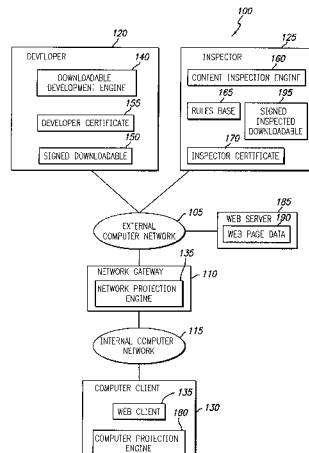 100
120
DEVELOPER
140
DOWNLOADABLE
DEVELOPMENT ENGINE
155
DEVELOPER CERTIFICATE
150
SIGNED DOWNLOADABLE
125
INSPECTOR
160
CONTENT INSPECTION ENGINE
165
RULES BASE
195
SIGNED
INSPECTED
DOWNLOADABLE
170
INSPECTOR CERTIFICATE
105
EXTERNAL
COMPUTER NETWORK
185
WEB SERVER
190
WEB PAGE DATA
NETWORK GATEWAY
135
110
NETWORK PROTECTION
ENGINE
115
INTERNAL COMPUTER
NETWORK
COMPUTER CLIENT
135
WEB CLIENT
130
180
COMPUTER PROTECTION
ENGINE